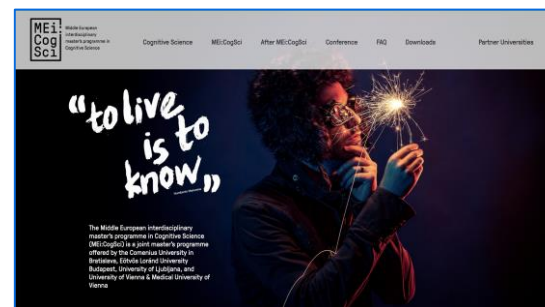 MEi:
Cog
Sci
Middle European
interdisciplinary
master's programme in
Cognitive Science
Cognitive Science MEi:CogSci After MEi:CogSci Conference FAQ Downloads Partner Universities
“to live
is to
know”
The Middle European interdisciplinary
master's programme in Cognitive Science
(MEi:CogSci) is a joint master's programme
offered by the Comenius University in
Bratislava, Eötvös Loránd University
Budapest, University of Ljubljana, and
University of Vienna & Medical University of
Vienna